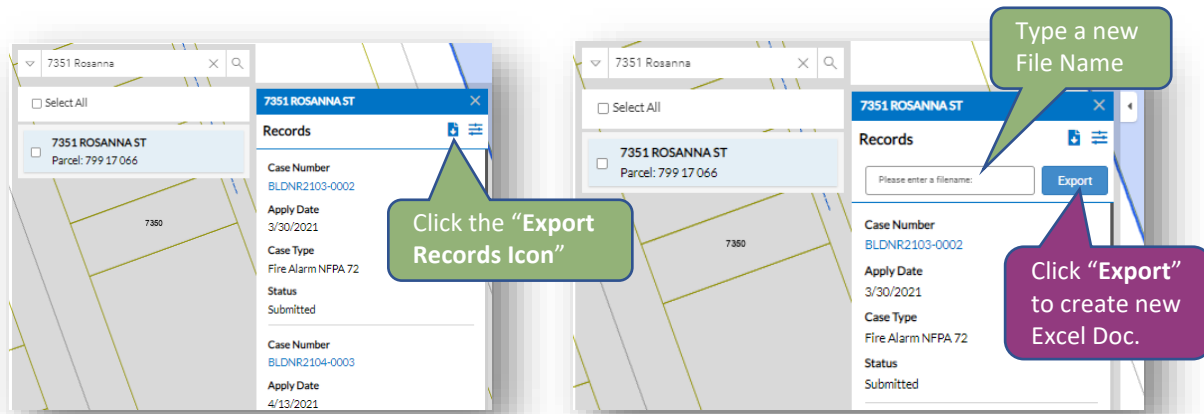 7351 Rosanna
Select All
7351 ROSANNA ST
Parcel: 799 17 066
7350
7351 ROSANNA ST
Records
Case Number
BLDNR2103-0002
Apply Date
3/30/2021
Case Type
Fire Alarm NFPA 72
Status
Submitted
Case Number
BLDNR2104-0003
Apply Date
4/13/2021
Click the “Export
Records Icon”
7351 Rosanna
Select All
7351 ROSANNA ST
Parcel: 799 17 066
7350
7351 ROSANNA ST
Records
Please enter a filename:
Export
Case Number
BLDNR2103-0002
Apply Date
3/30/2021
Case Type
Fire Alarm NFPA 72
Status
Submitted
Type a new
File Name
Click “Export”
to create new
Excel Doc.